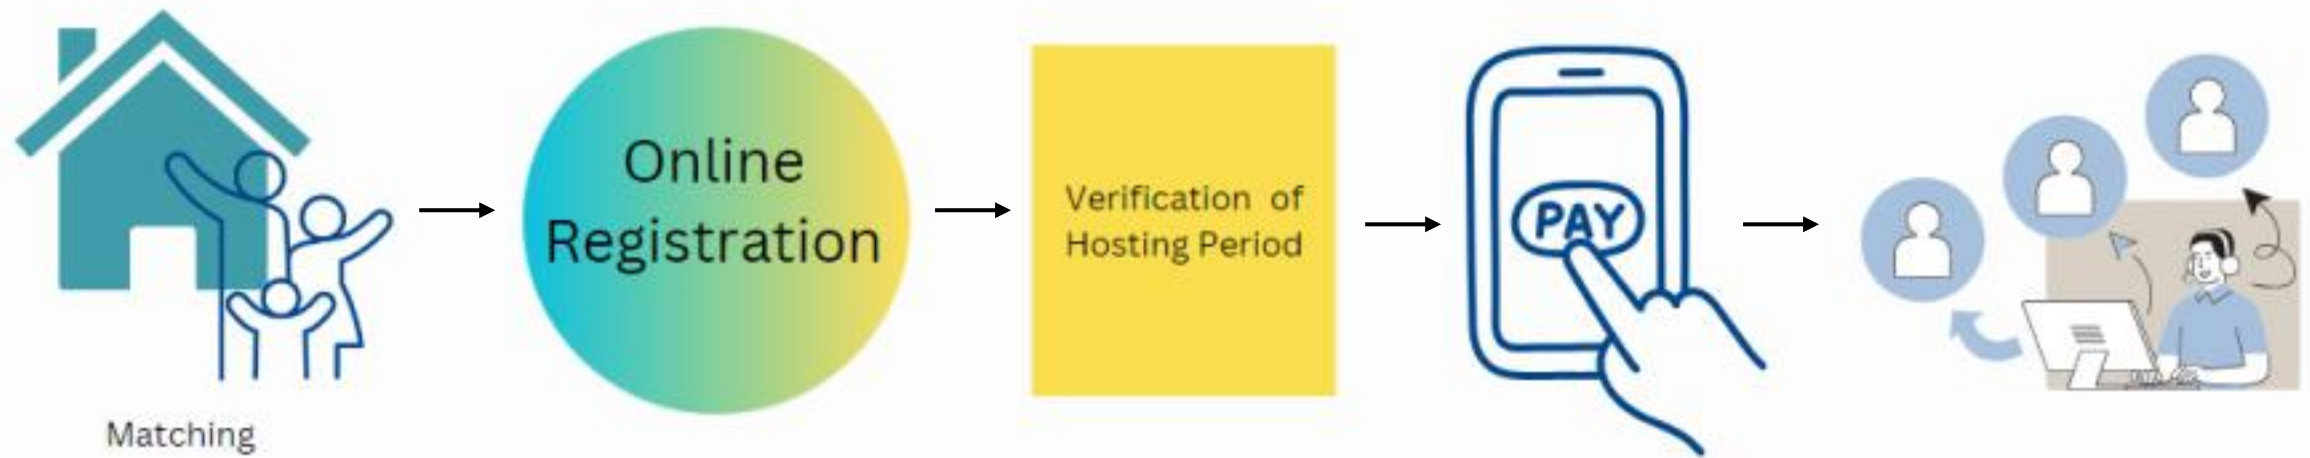 Matching
Online
Registration
Verification of
Hosting Period
PAY